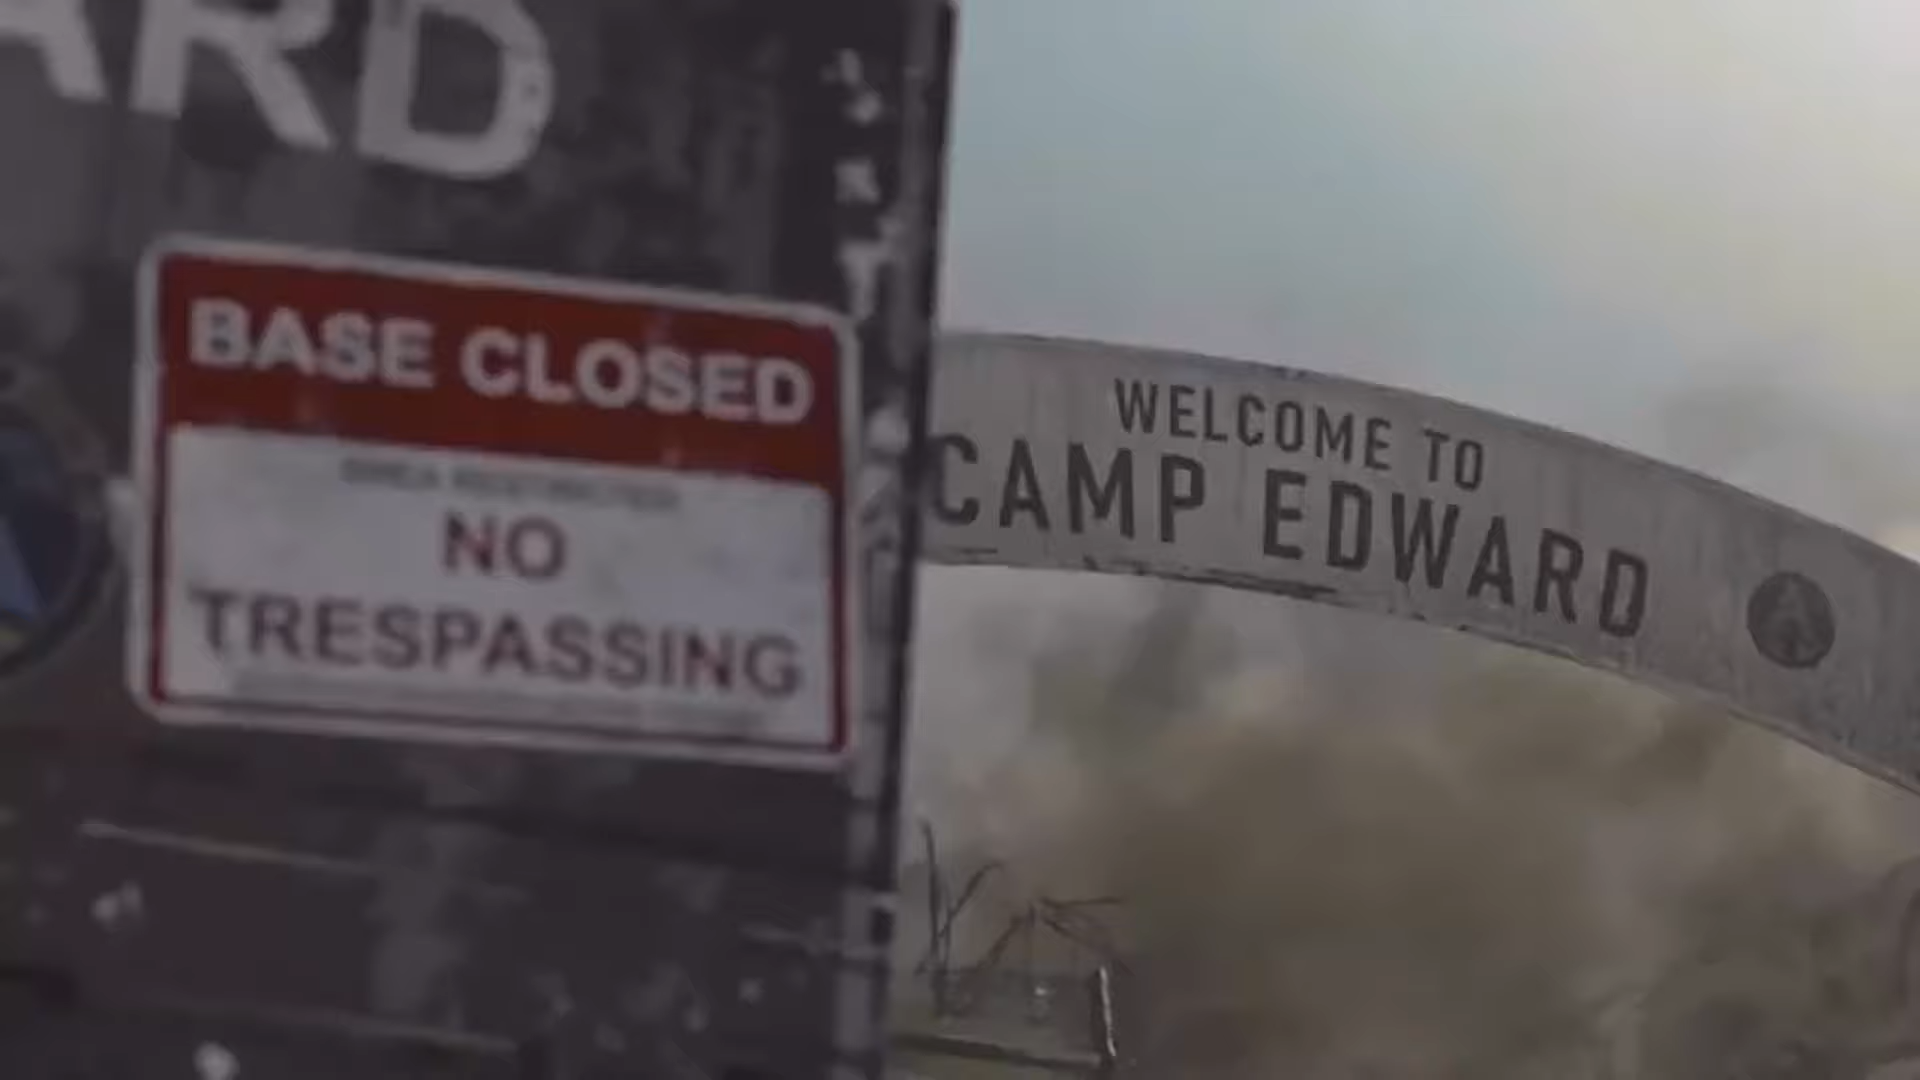 ARD
BASE CLOSED
NO
TRESPASSING
WELCOME TO
CAMP EDWARD